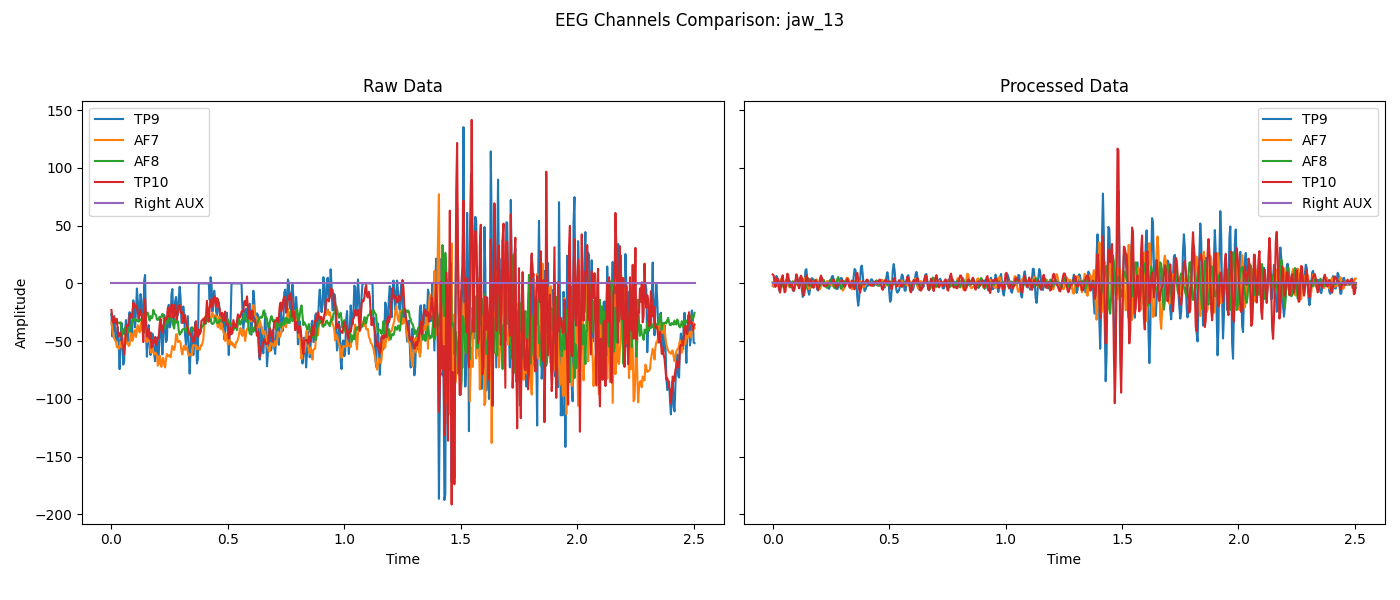 EEG Channels Comparison: jaw_13
Raw Data
150
100
50
0
−50
−100
−150
−200
Amplitude
TP9
AF7
AF8
TP10
Right AUX
0.0
0.5
1.0
1.5
2.0
2.5
Time
Processed Data
TP9
AF7
AF8
TP10
Right AUX
0.0
0.5
1.0
1.5
2.0
2.5
Time